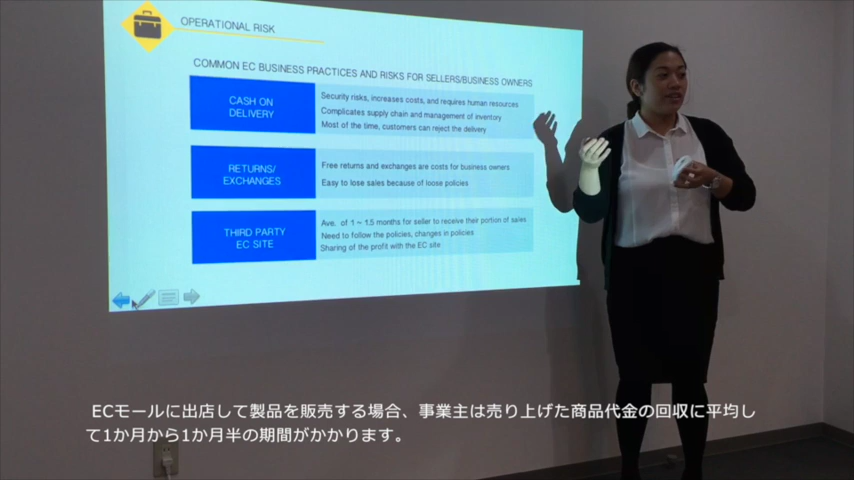 OPERATIONAL RISK
COMMON EC BUSINESS PRACTICES AND RISKS FOR SELLERS/BUSINESS OWNERS
CASH ON
DELIVERY
Security risks, increases costs, and requires human resources
Complicates supply chain and management of inventory
Most of the time, customers can reject the delivery
RETURNS/
EXCHANGES
Free returns and exchanges are costs for business owners
Easy to lose sales because of loose policies
THIRD PARTY
EC SITE
Ave. of 1 ~ 1.5 months for seller to receive their portion of sales
Need to follow the policies, changes in policies
Sharing of the profit with the EC site
ECモールに出店して製品を販売する場合、事業主は売り上げた商品代金の回収に平均し
て1か月から1か月半の期間がかかります。